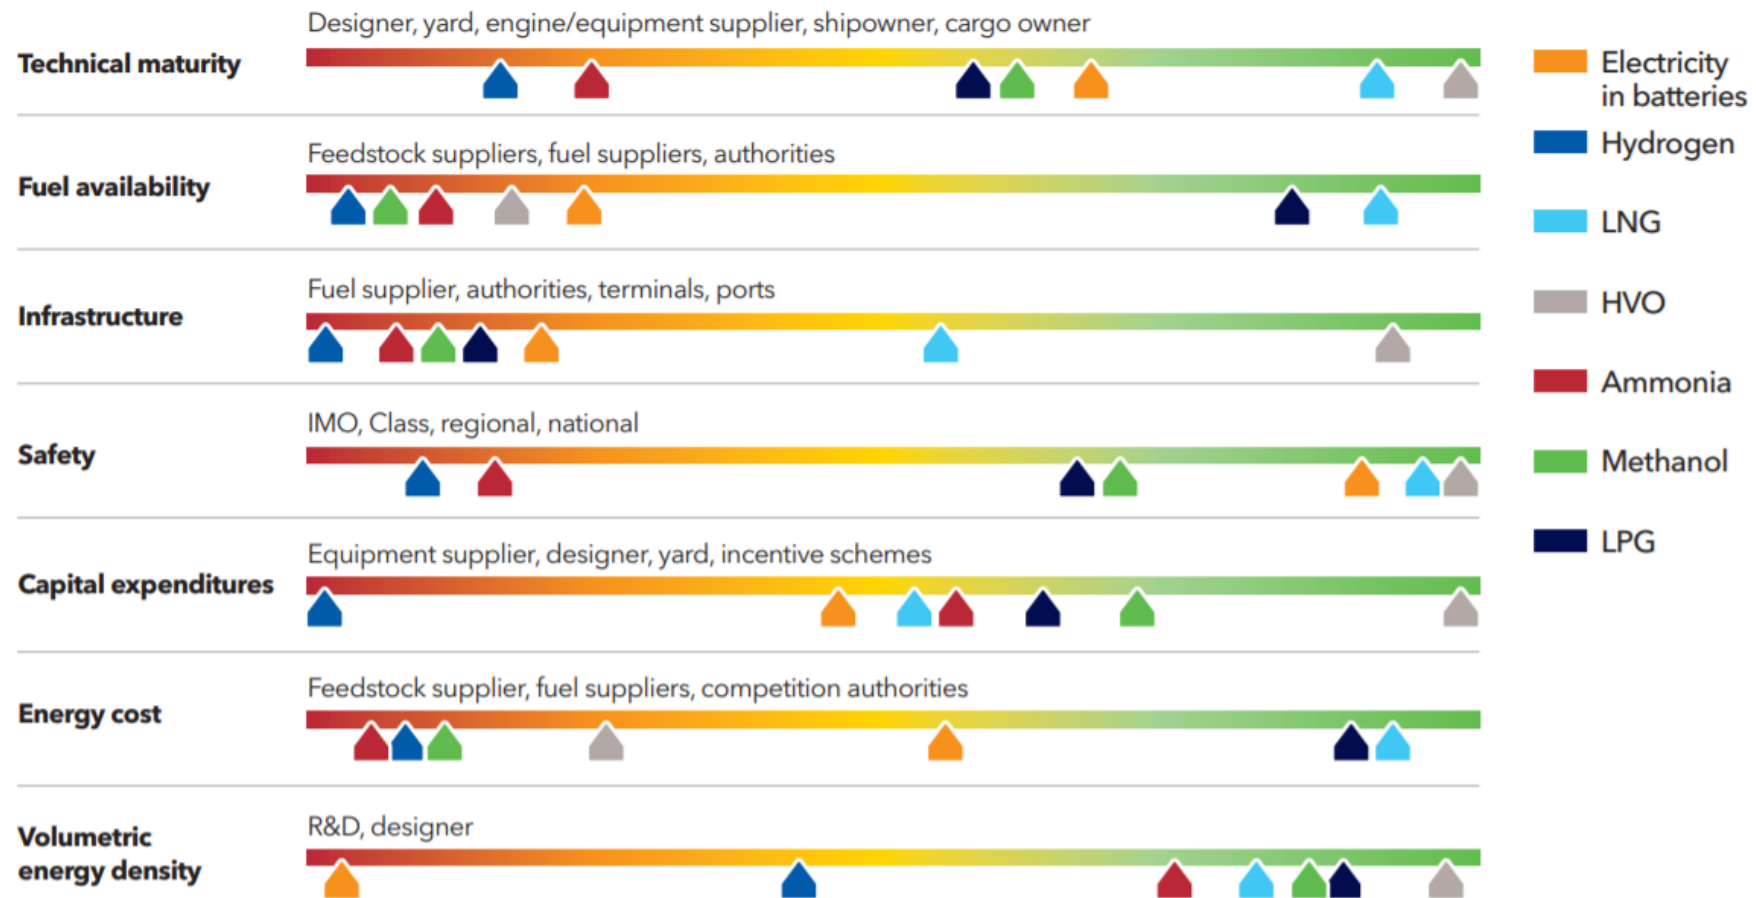 Designer, yard, engine/equipment supplier, shipowner, cargo owner
Technical maturity
Feedstock suppliers, fuel suppliers, authorities
Fuel availability
Fuel supplier, authorities, terminals, ports
Infrastructure
IMO, Class, regional, national
Safety
Equipment supplier, designer, yard, incentive schemes
Capital expenditures
Feedstock supplier, fuel suppliers, competition authorities
Energy cost
R&D, designer
Volumetric
energy density
Electricity
in batteries
Hydrogen
LNG
HVO
Ammonia
Methanol
LPG